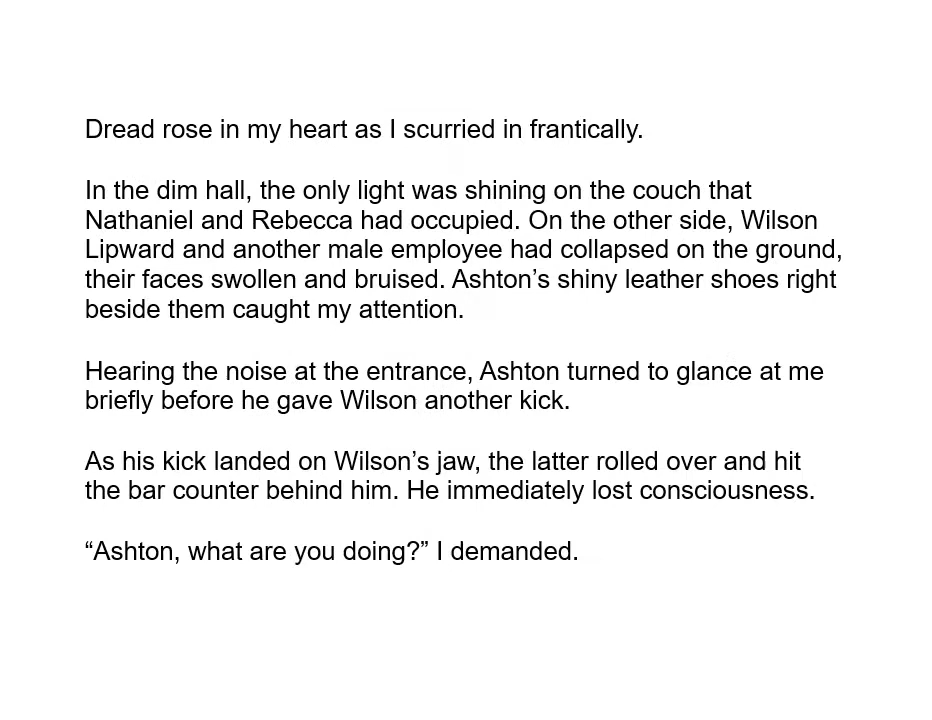 Dread rose in my heart as I scurried in frantically.
In the dim hall, the only light was shining on the couch that
Nathaniel and Rebecca had occupied. On the other side, Wilson
Lipward and another male employee had collapsed on the ground,
their faces swollen and bruised. Ashton’s shiny leather shoes right
beside them caught my attention.
Hearing the noise at the entrance, Ashton turned to glance at me
briefly before he gave Wilson another kick.
As his kick landed on Wilson’s jaw, the latter rolled over and hit
the bar counter behind him. He immediately lost consciousness.
“Ashton, what are you doing?” I demanded.